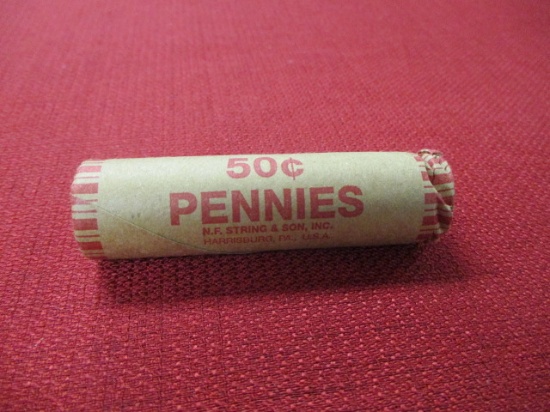 50¢
PENNIES
N.F. STRING & SON, INC.
HARRISBURG, PA., U.S.A.